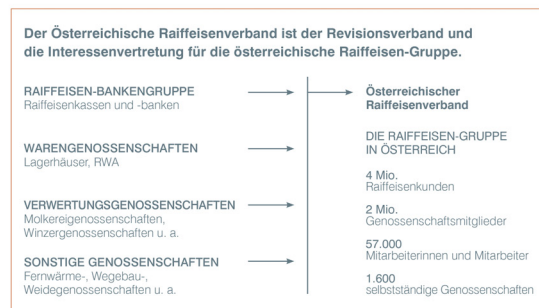 Der Österreichische Raiffeisenverband ist der Revisionsverband und
die Interessenvertretung für die österreichische Raiffeisen-Gruppe.
RAIFFEISEN-BANKENGRUPPE
Raiffeisenkassen und -banken
WARENGENOSSENSCHAFTEN
Lagerhäuser, RWA
VERWERTUNGSGENOSSENSCHAFTEN
Molkereigenossenschaften,
Winzergenossenschaften u. a.
SONSTIGE GENOSSENSCHAFTEN
Fernwärme-, Wegebau-,
Weidegenossenschaften u. a.
Österreichischer
Raiffeisenverband
DIE RAIFFEISEN-GRUPPE
IN ÖSTERREICH
4 Mio.
Raiffeisenkunden
2 Mio.
Genossenschaftsmitglieder
57.000
Mitarbeiterinnen und Mitarbeiter
1.600
selbstständige Genossenschaften